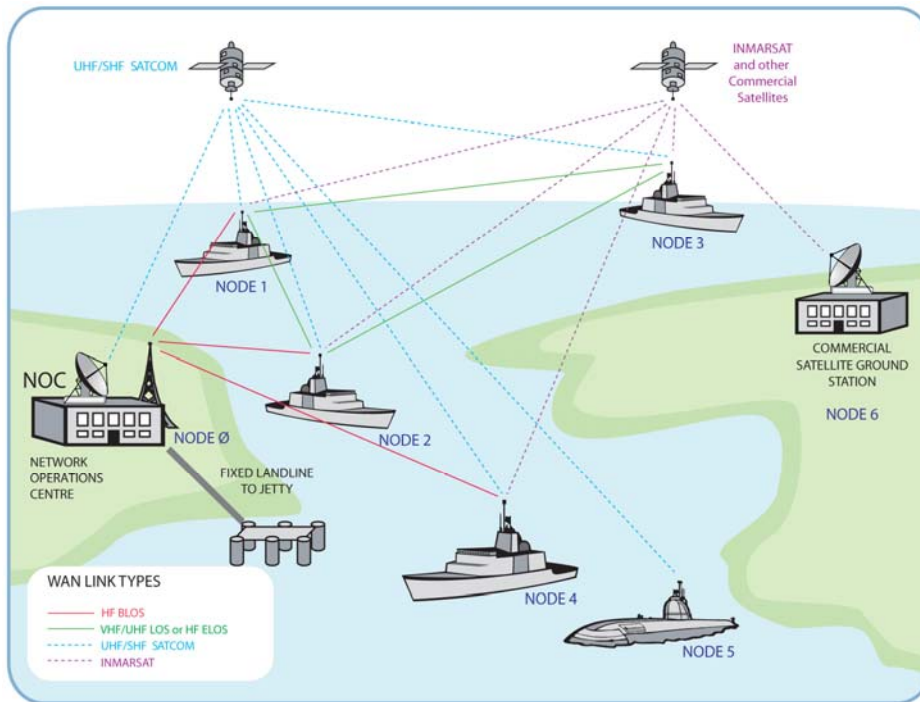 UHF/SHF SATCOM
INMARSAT
and other
Commercial
Satellites
NODE 1
NODE 3
NOC
NODE Ø
NETWORK
OPERATIONS
CENTRE
NODE 2
FIXED LANDLINE
TO JETTY
COMMERCIAL
SATELLITE GROUND
STATION
NODE 6
NODE 4
NODE 5
WAN LINK TYPES
HF BLOS
VHF/UHF LOS or HF ELOS
UHF/SHF SATCOM
INMARSAT